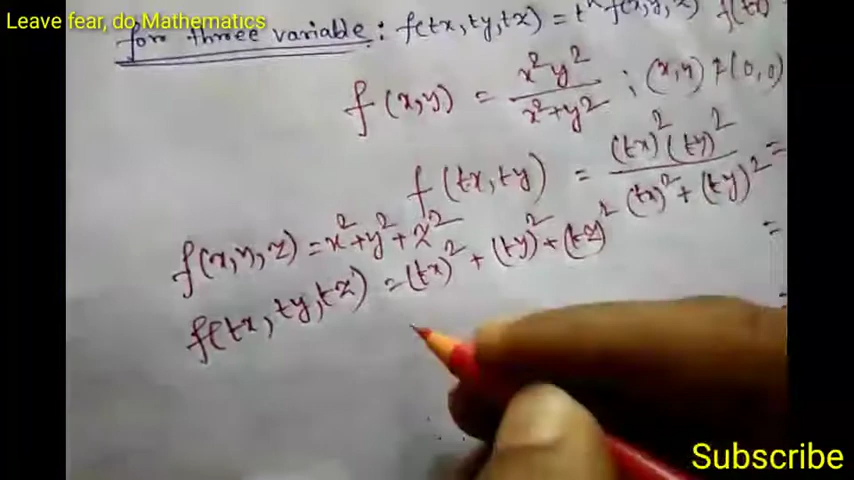 Leave fear, do Mathematics
for three variable: f(tx, ty, tz) = tⁿ f(x, y, z) f(tx)
f(x,y) = x²y² / x²+y² ; (x,y) ≠ (0,0)
f(tx, ty) = (tx)²(ty)² / (tx)² + (ty)² =
f(x,y,z) = x² + y² + z² =
f(tx, ty, tz) = (tx)² + (ty)² + (tz)²
Subscribe